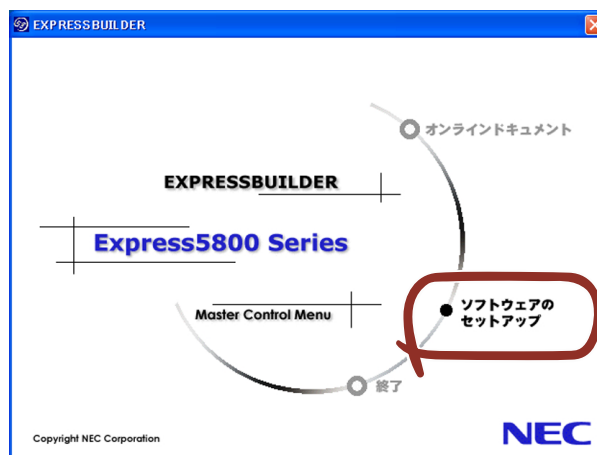 EXPRESSBUILDER
オンラインドキュメント
EXPRESSBUILDER
Express5800 Series
ソフトウェアの
セットアップ
Master Control Menu
終了
Copyright NEC Corporation
NEC